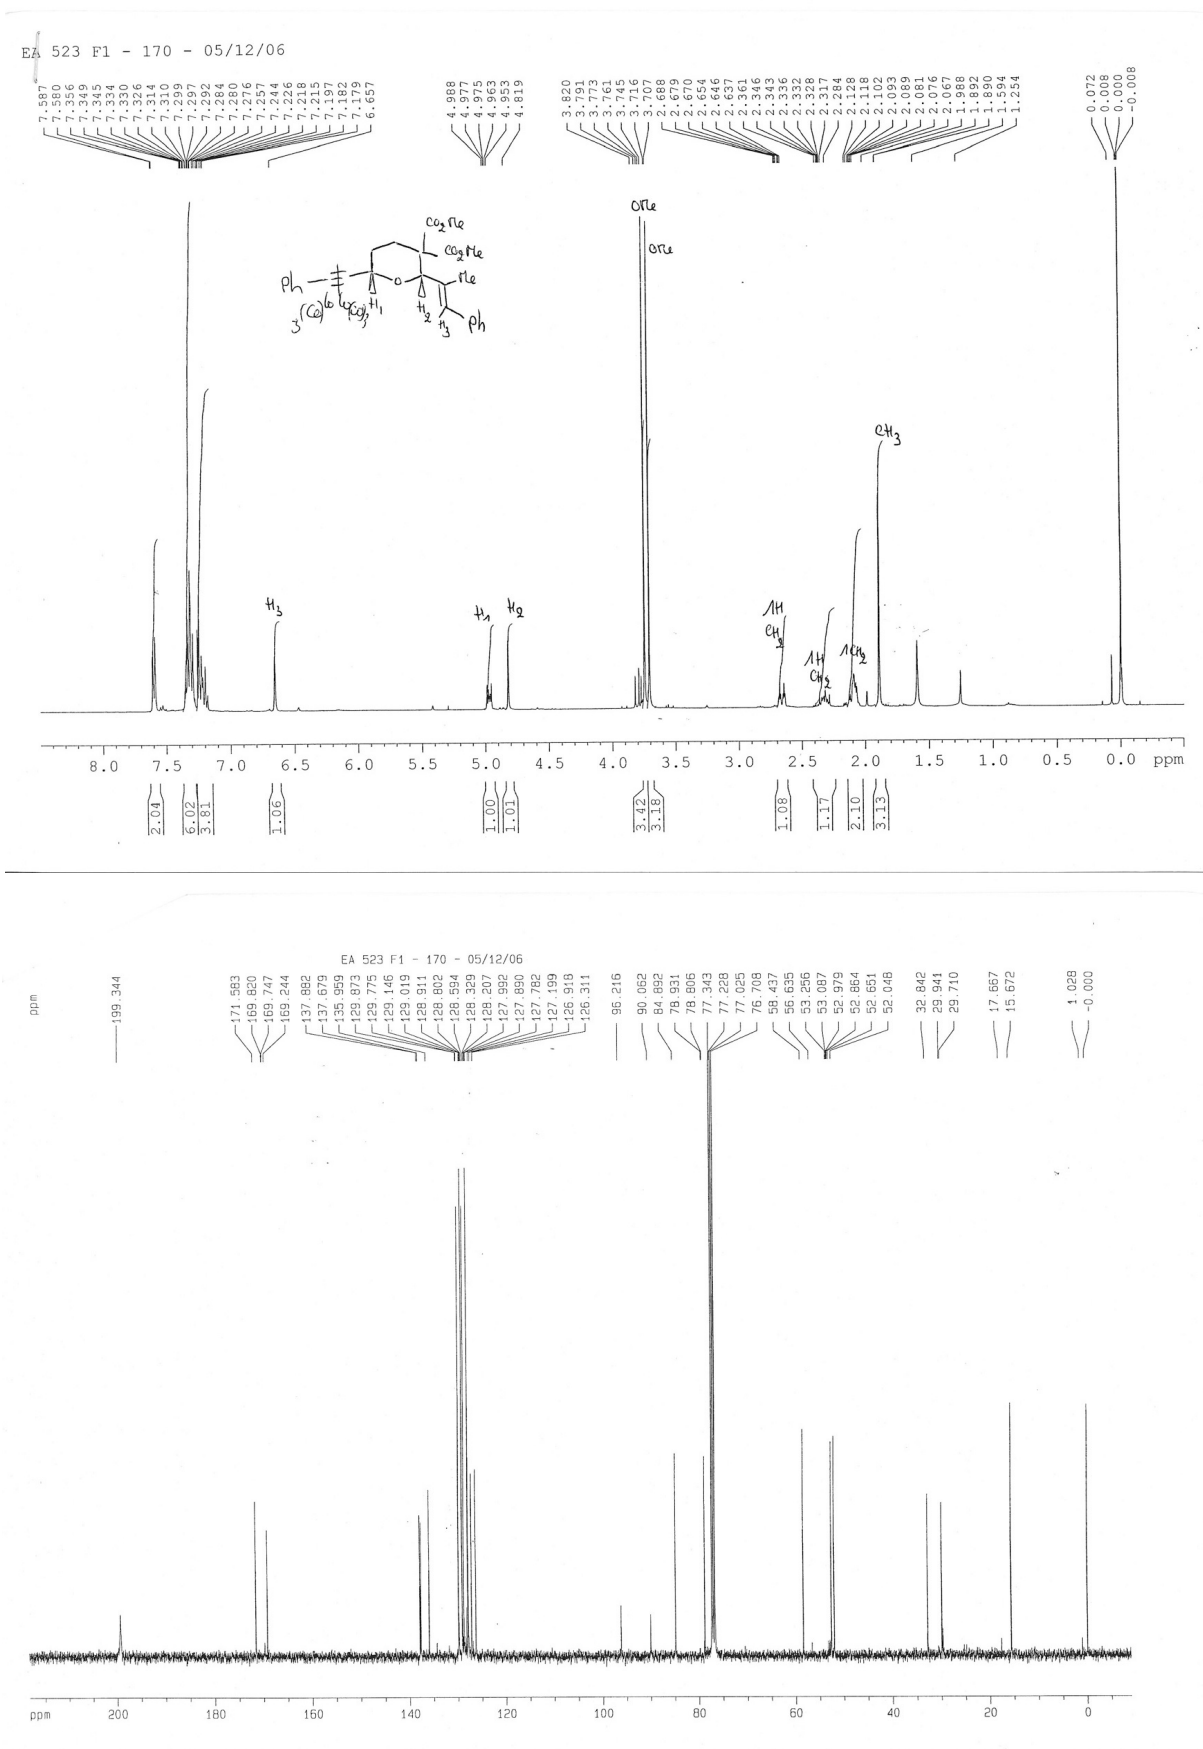 EA 523 F1 - 170 - 05/12/06
7.587 7.580 7.356 7.349 7.345 7.334 7.330 7.326 7.314 7.310 7.299 7.297 7.292 7.284 7.280 7.276 7.257 7.244 7.226 7.218 7.215 7.197 7.182 7.179 6.657
4.988 4.977 4.975 4.963 4.953 4.819
3.820 3.791 3.773 3.761 3.745 3.716 3.707 2.688 2.679 2.670 2.654 2.646 2.637 2.361 2.346 2.343 2.336 2.332 2.328 2.317 2.284 2.128 2.118 2.102 2.093 2.089 2.081 2.076 2.067 1.988 1.892 1.890 1.594 1.254
0.072 0.008 0.000 -0.008
CO2Me
CO2Me
Me
Ph
O
H1
H2
H3
Ph
OMe
OMe
CH3
H3
H1
H2
1H
CH2
1H
CH2
1CH2
8.0 7.5 7.0 6.5 6.0 5.5 5.0 4.5 4.0 3.5 3.0 2.5 2.0 1.5 1.0 0.5 0.0 ppm
2.04 6.02 3.81 1.06 1.00 1.01 3.42 3.18 1.08 1.17 2.10 3.13
EA 523 F1 - 170 - 05/12/06
ppm
199.344
171.583 169.820 169.747 169.244
137.882 137.679 135.959 129.873 129.775 129.146 129.019 128.911 128.802 128.594 128.329 128.207 127.992 127.890 127.782 127.199 126.918 126.311
96.216 90.062 84.892 78.931 78.806 77.343 77.228 77.025 76.708 58.437 56.635 53.256 53.087 52.979 52.864 52.651 52.048
32.842 29.941 29.710
17.667 15.672
1.028 -0.000
ppm 200 180 160 140 120 100 80 60 40 20 0